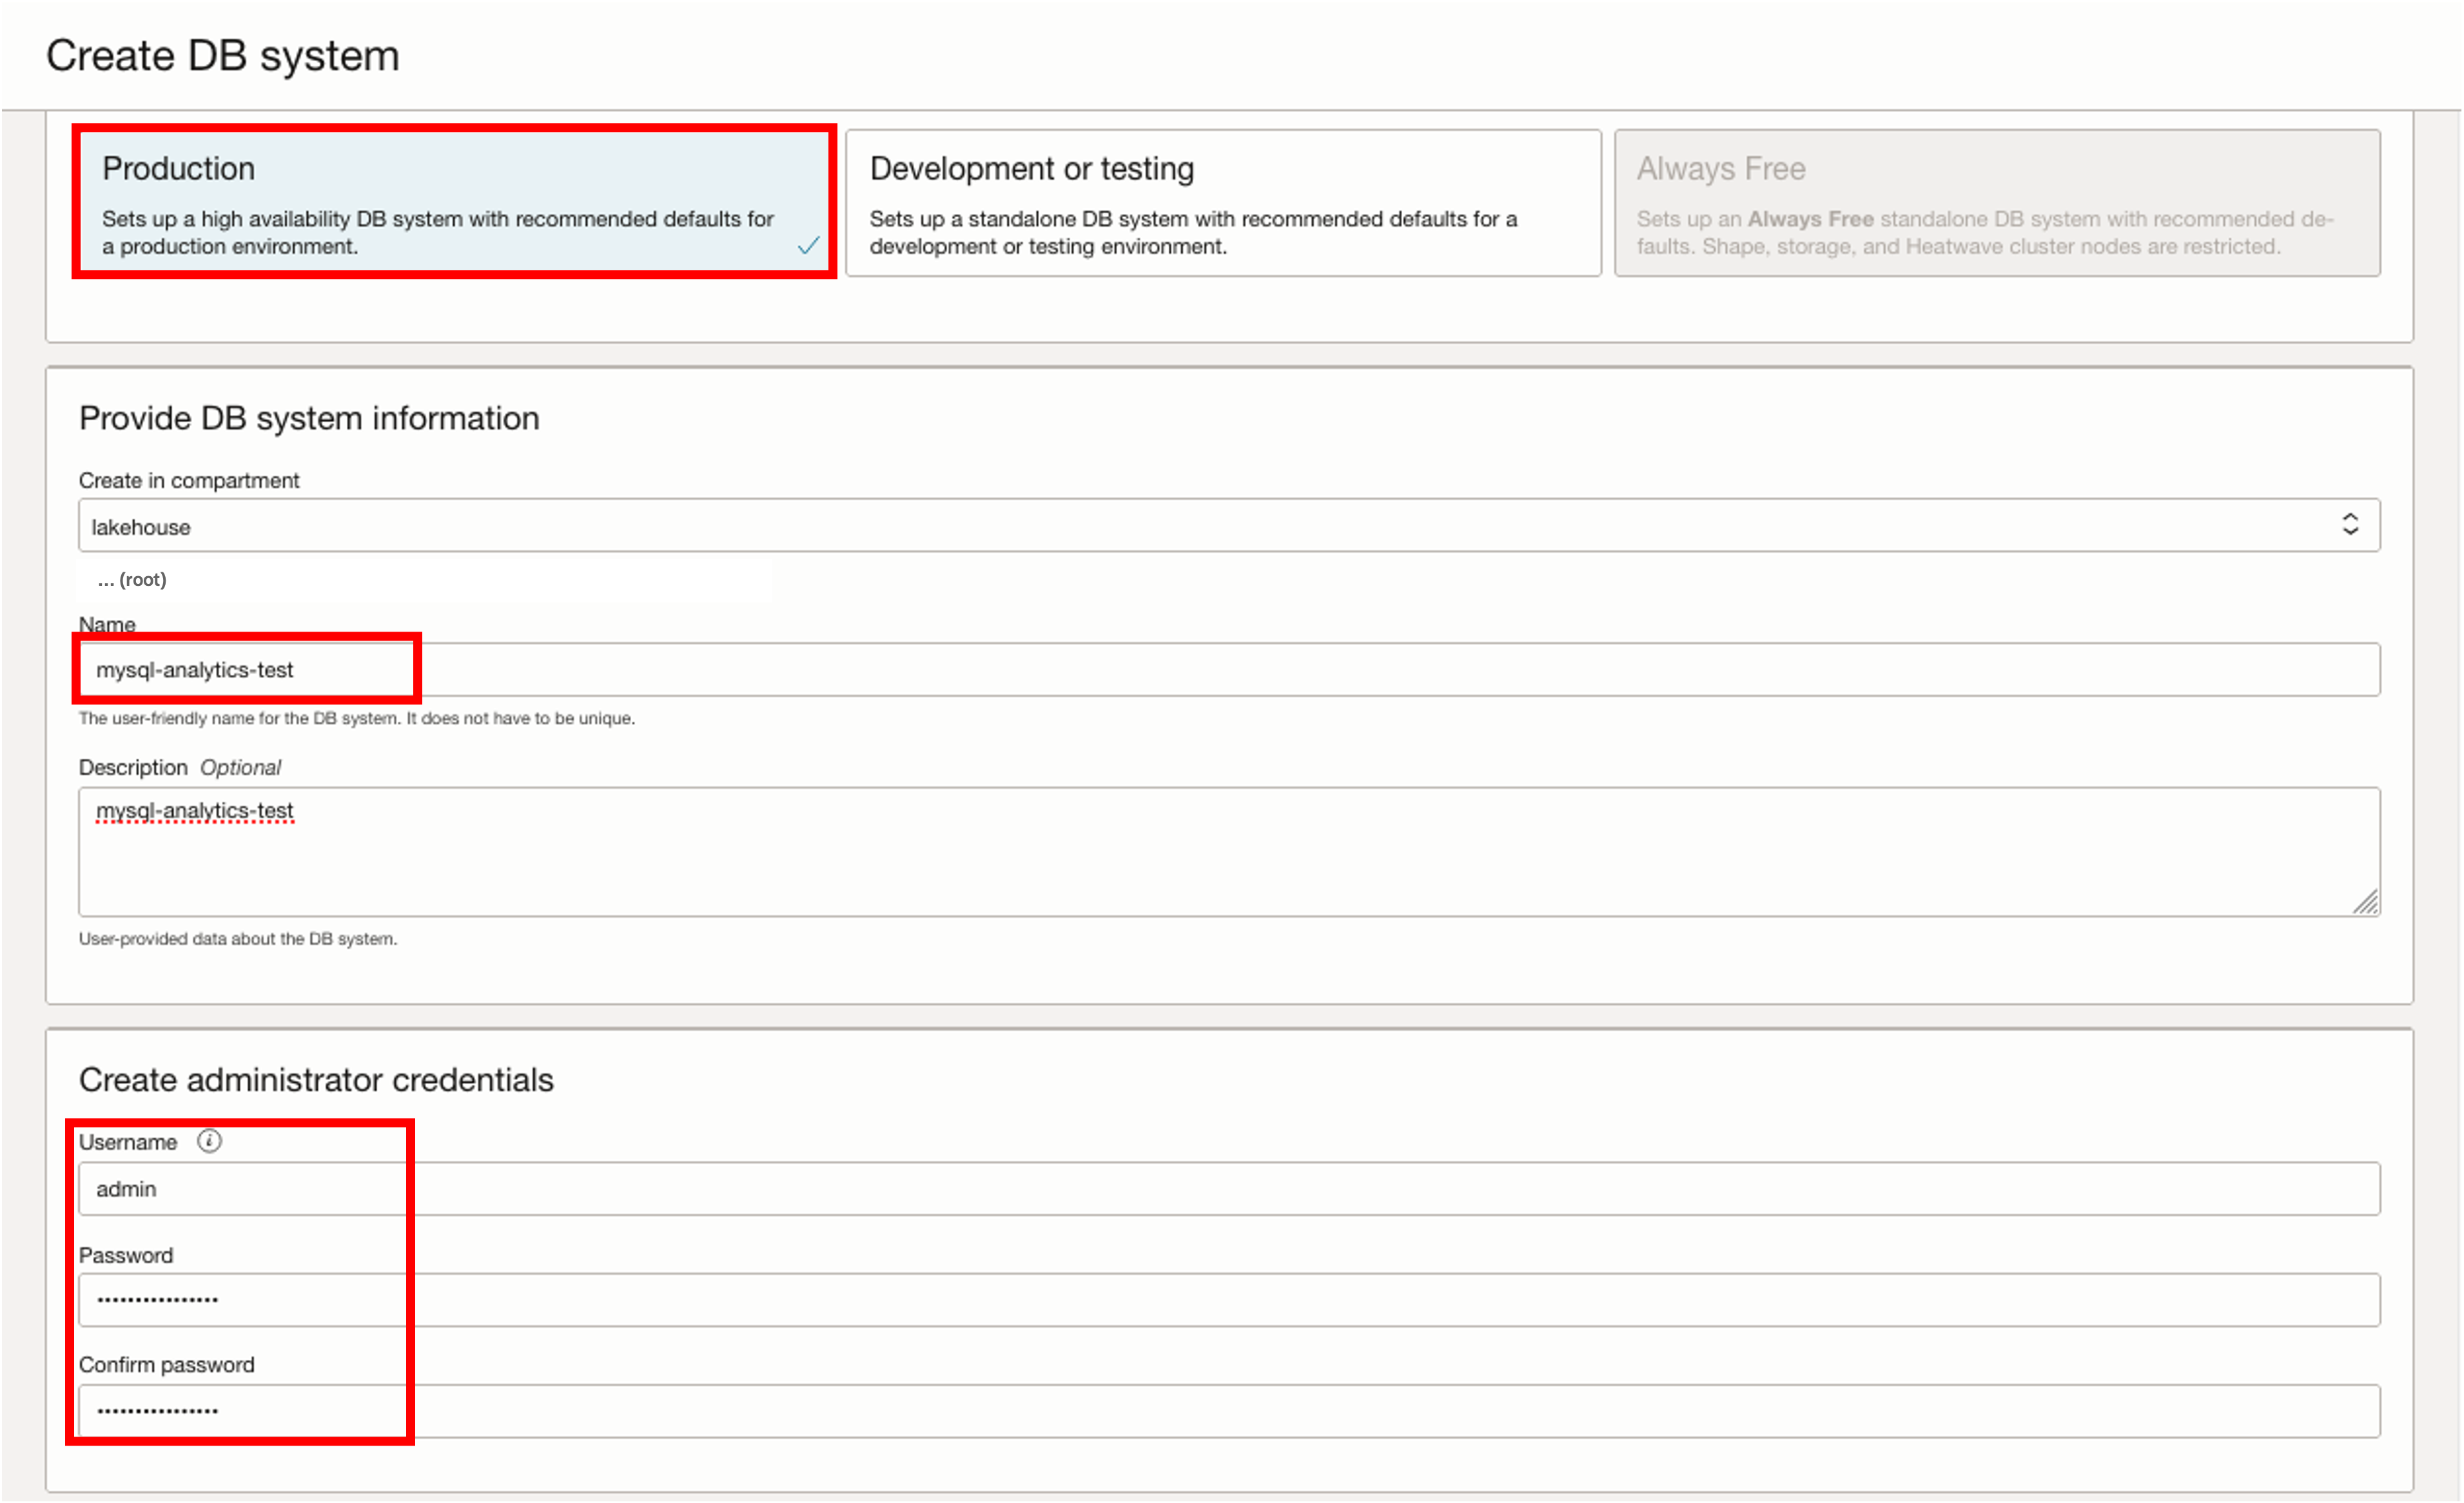 Create DB system
Production
Sets up a high availability DB system with recommended defaults for
a production environment.
Development or testing
Sets up a standalone DB system with recommended defaults for a
development or testing environment.
Always Free
Sets up an Always Free standalone DB system with recommended de-
faults. Shape, storage, and Heatwave cluster nodes are restricted.
Provide DB system information
Create in compartment
lakehouse
... (root)
Name
mysql-analytics-test
The user-friendly name for the DB system. It does not have to be unique.
Description Optional
mysql-analytics-test
User-provided data about the DB system.
Create administrator credentials
Username i
admin
Password
••••••••••••••••
Confirm password
••••••••••••••••